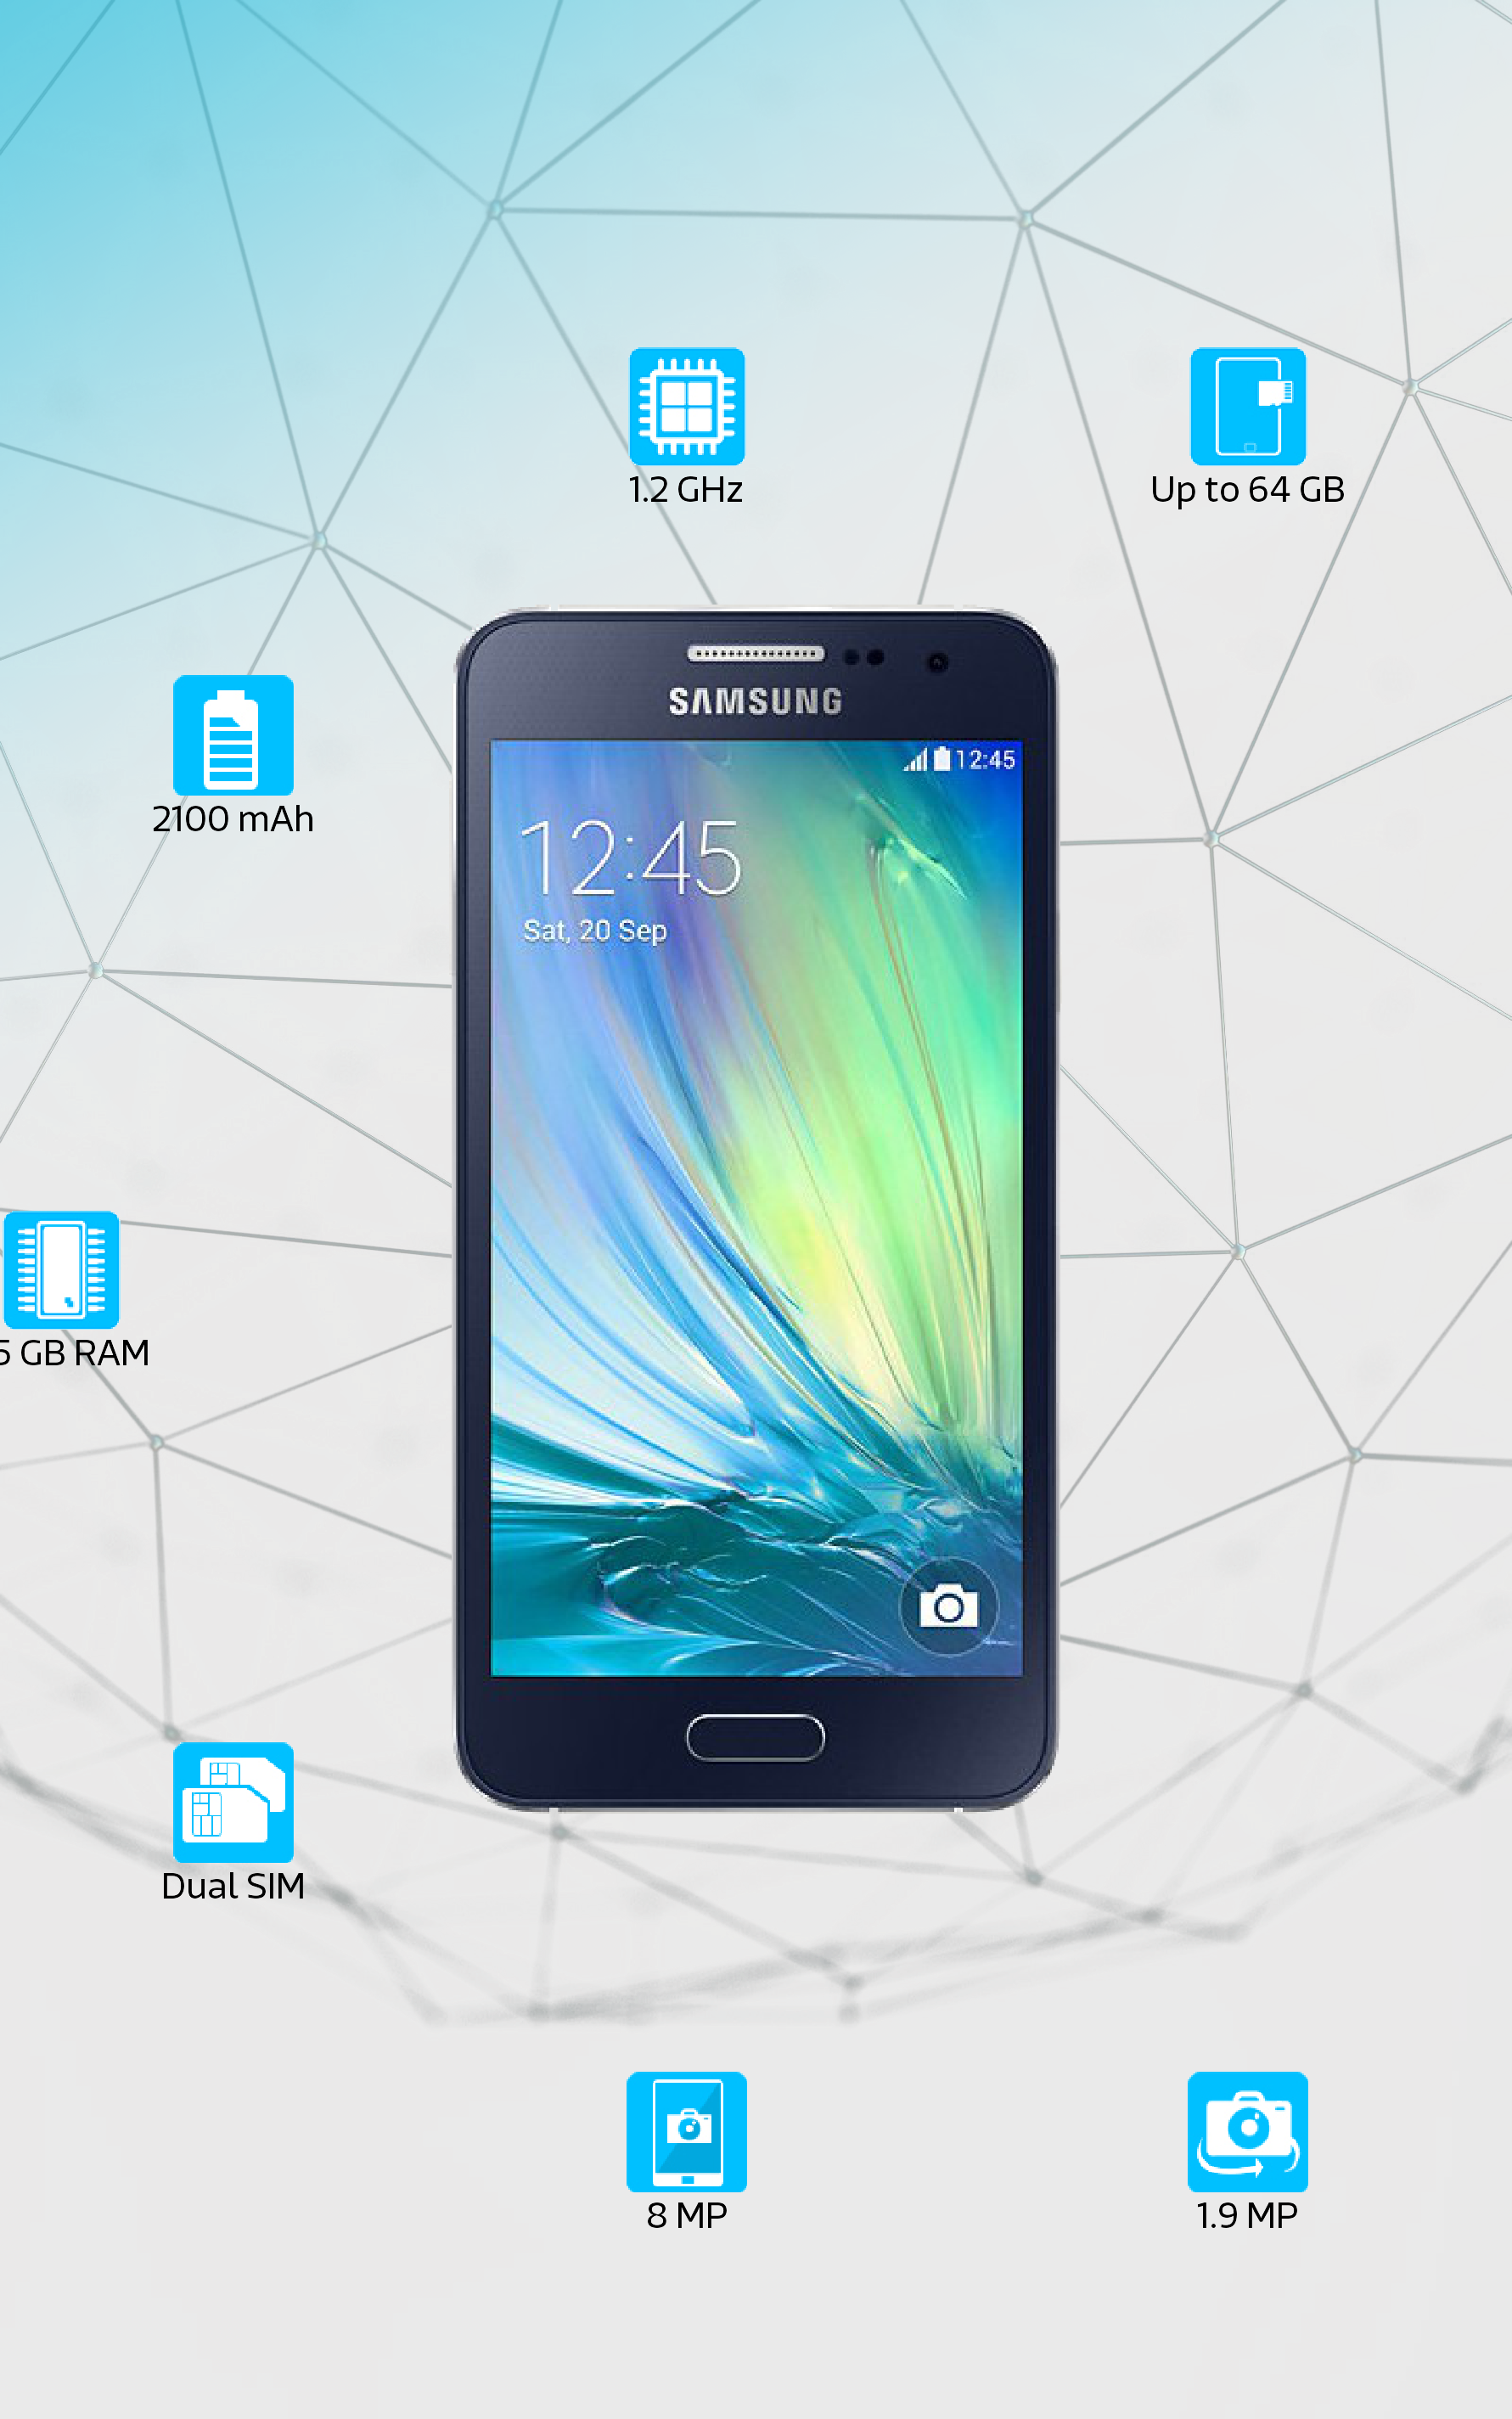 1.2 GHz
Up to 64 GB
SAMSUNG
12:45
2100 mAh
12:45
Sat, 20 Sep
5 GB RAM
Dual SIM
8 MP
1.9 MP